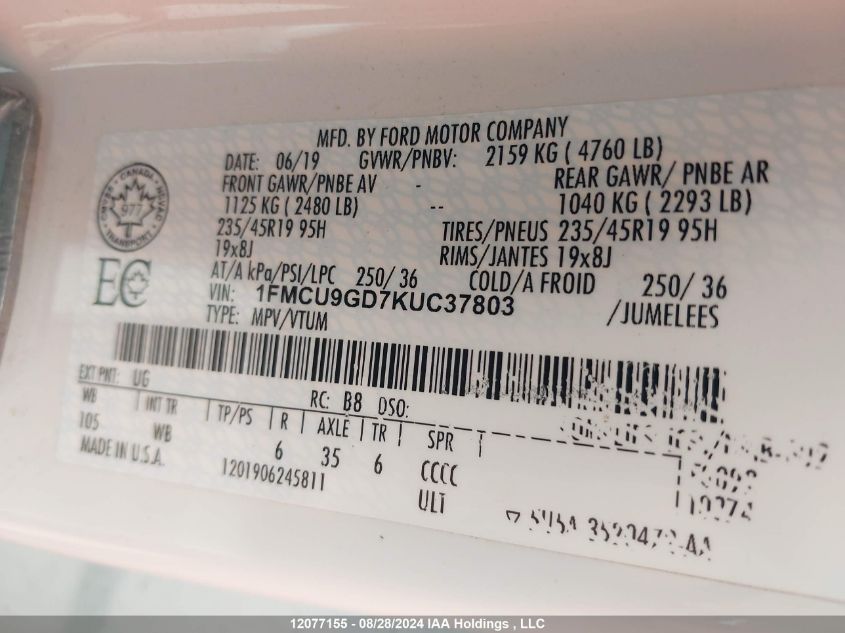 MFD. BY FORD MOTOR COMPANY
DATE: 06/19 GVWR/PNBV: 2159 KG ( 4760 LB)
FRONT GAWR/PNBE AV - REAR GAWR/ PNBE AR
1125 KG ( 2480 LB) -- 1040 KG ( 2293 LB)
235/45R19 95H TIRES/PNEUS 235/45R19 95H
19x8J RIMS/JANTES 19x8J
AT/A kPa/PSI/LPC 250/ 36 COLD/A FROID 250/ 36
VIN: 1FMCU9GD7KUC37803 /JUMELEES
TYPE: MPV/VTUM
CANADA
TRANSPORT
977
EC
EXT PNT: UG RC: B8 DSO:
WB INT TR TP/PS R AXLE TR SPR
105 WB 6 35 6 CCCC
MADE IN U.S.A. 1201906245811 ULT
12077155 - 08/28/2024 IAA Holdings , LLC